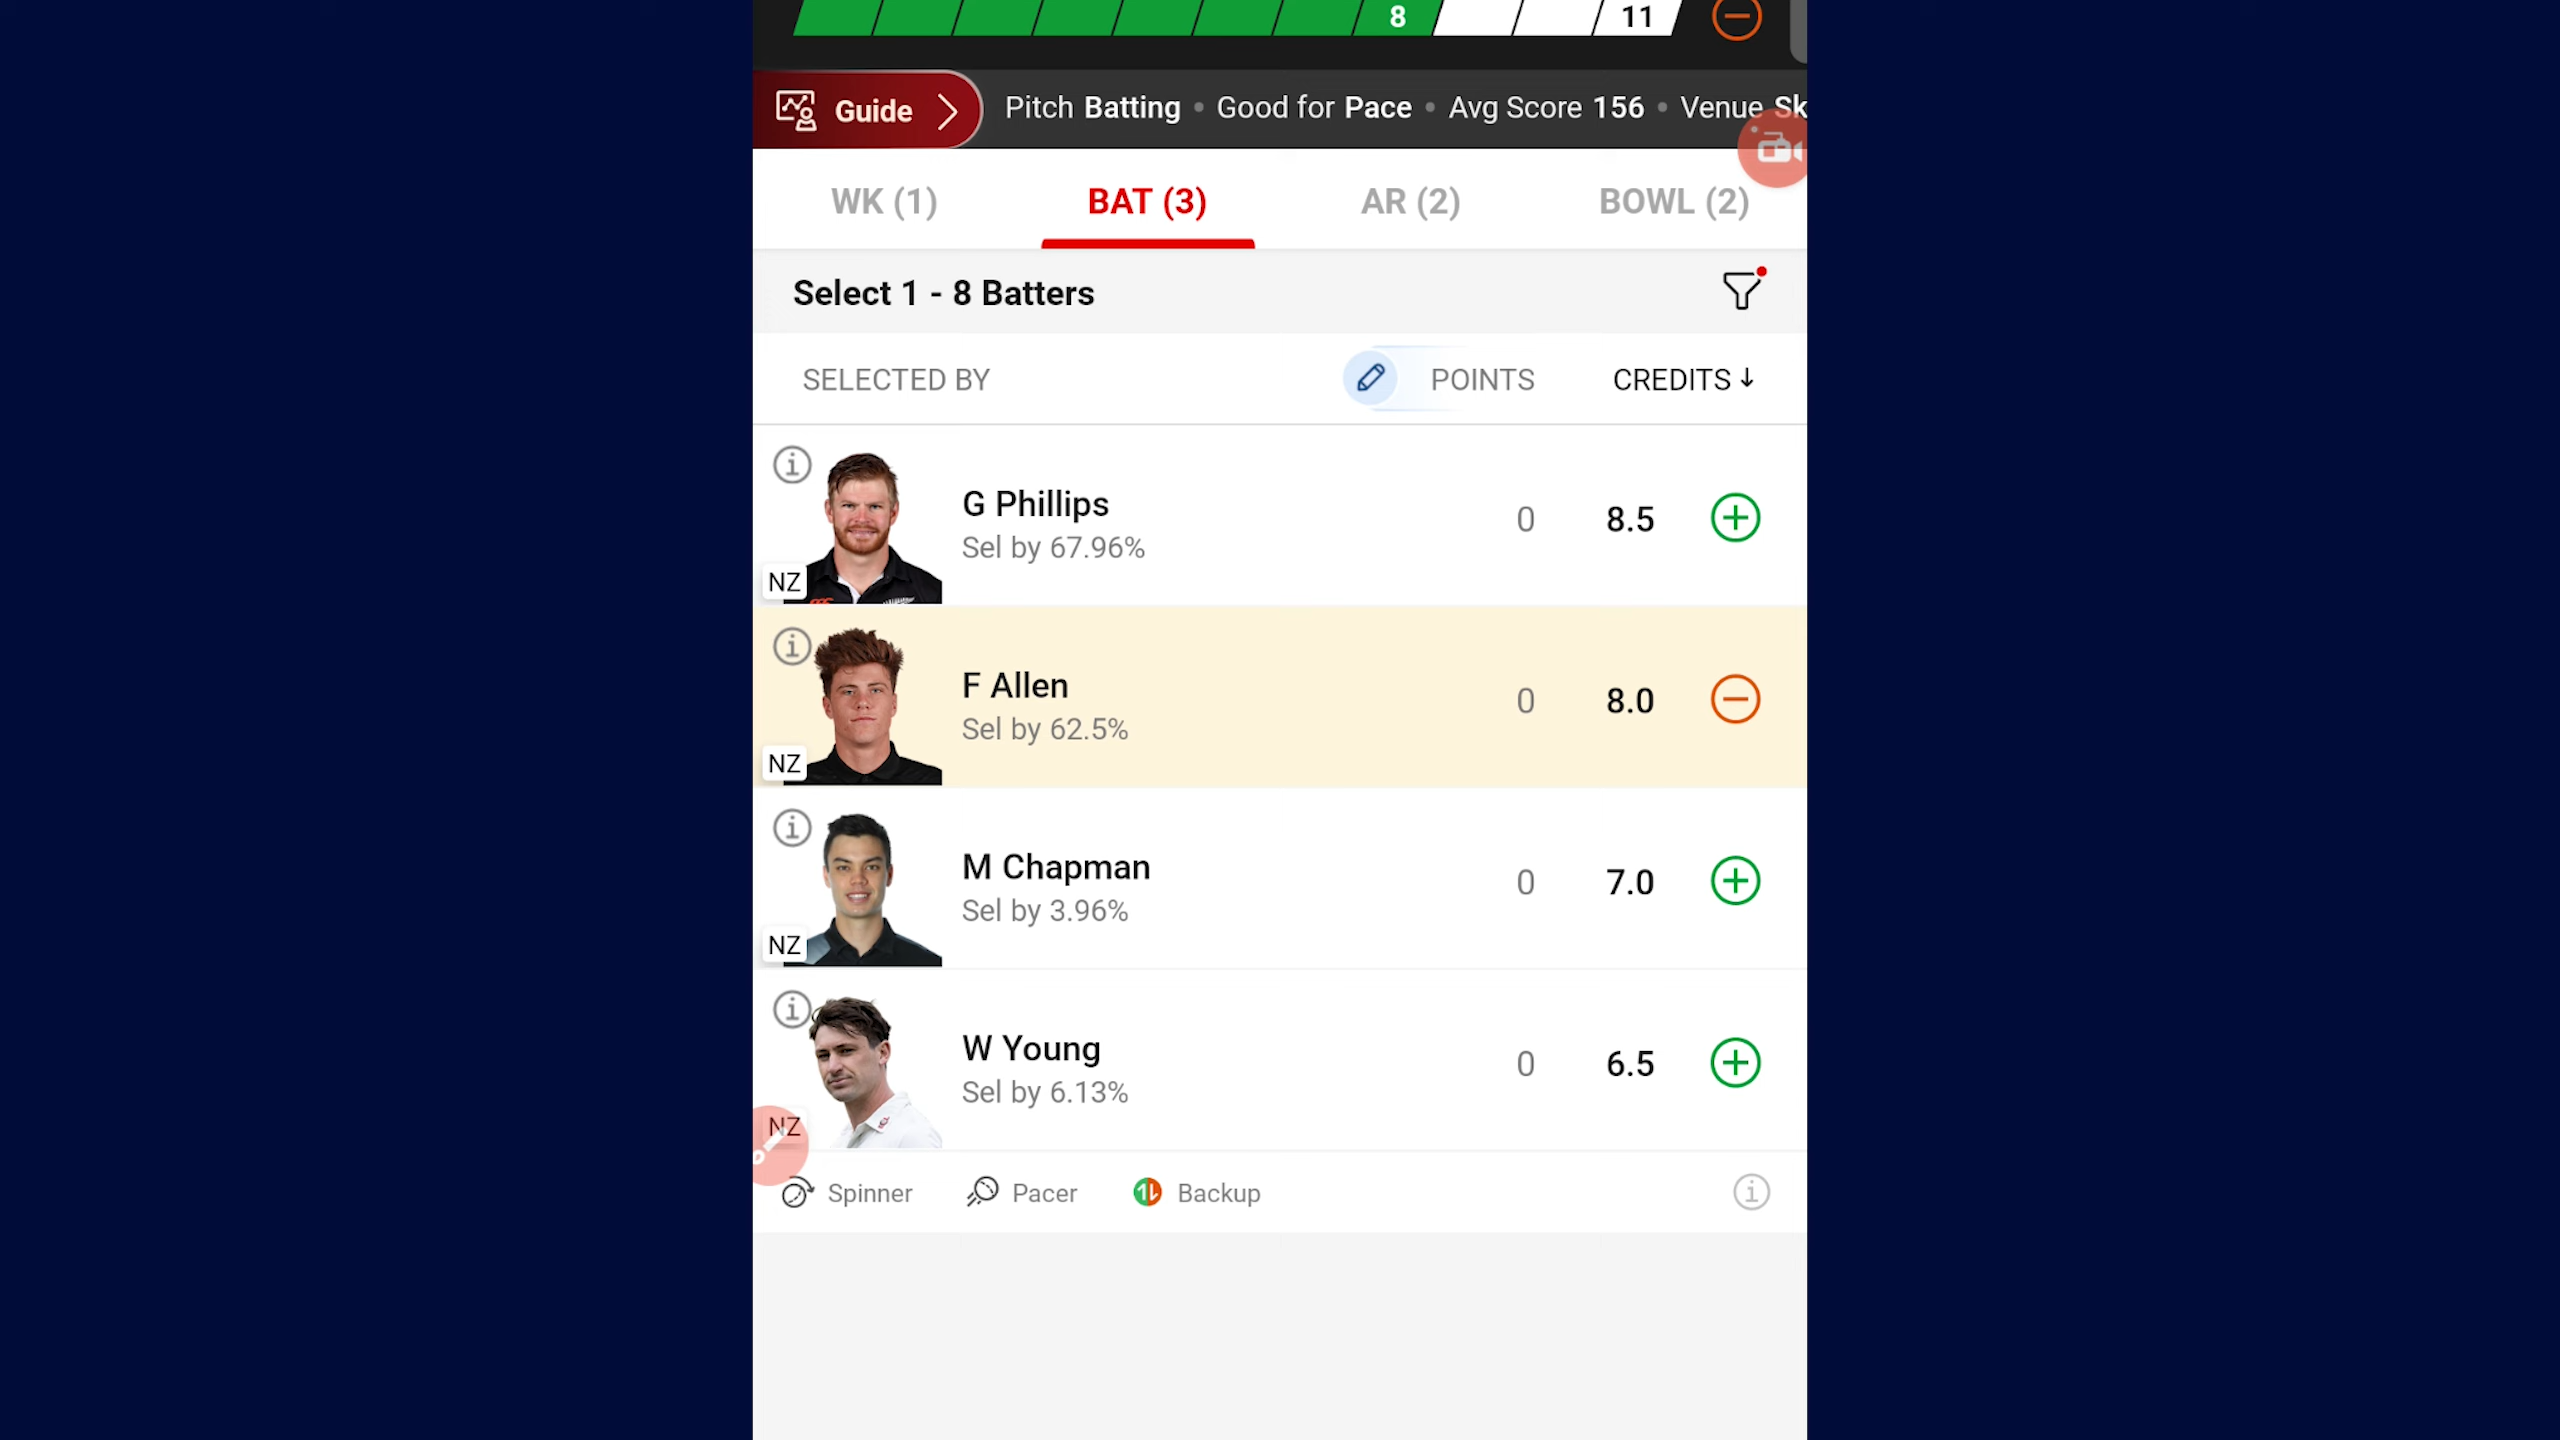 8
11
Guide
Pitch Batting • Good for Pace • Avg Score 156 • Venue Sk
WK (1)
BAT (3)
AR (2)
BOWL (2)
Select 1 - 8 Batters
SELECTED BY
POINTS
CREDITS ↓
G Phillips
Sel by 67.96%
0
8.5
NZ
F Allen
Sel by 62.5%
0
8.0
NZ
M Chapman
Sel by 3.96%
0
7.0
NZ
W Young
Sel by 6.13%
0
6.5
NZ
Spinner
Pacer
Backup